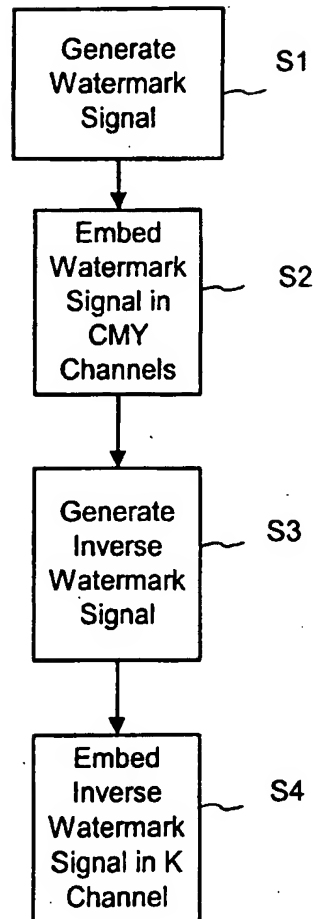 Generate
Watermark
Signal
S1
Embed
Watermark
Signal in
CMY
Channels
S2
Generate
Inverse
Watermark
Signal
S3
Embed
Inverse
Watermark
Signal in K
Channel
S4